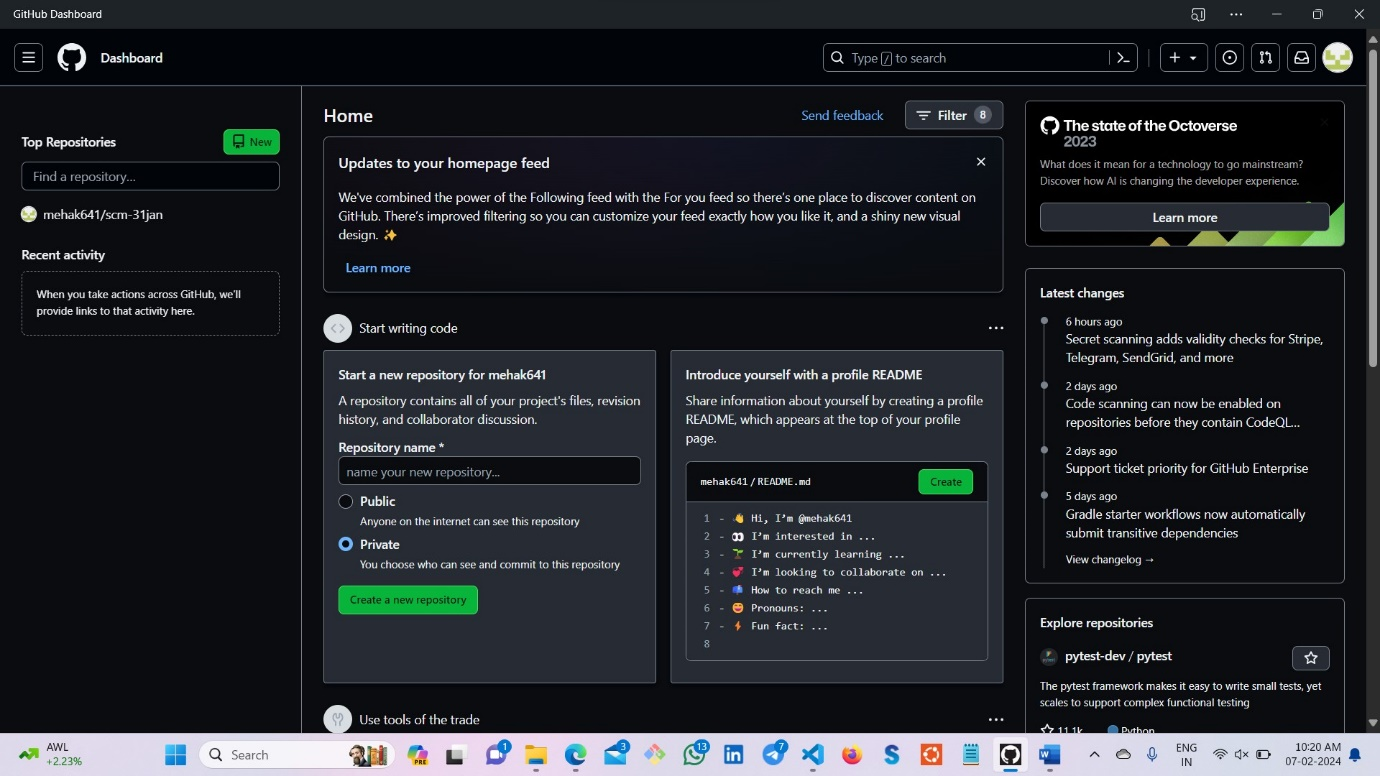 GitHub Dashboard
Dashboard
Type / to search
Top Repositories
New
Find a repository...
mehak641/scm-31jan
Recent activity
When you take actions across GitHub, we'll
provide links to that activity here.
Home
Send feedback
Filter 8
Updates to your homepage feed
We've combined the power of the Following feed with the For you feed so there's one place to discover content on
GitHub. There's improved filtering so you can customize your feed exactly how you like it, and a shiny new visual
design. ✨
Learn more
Start writing code
Start a new repository for mehak641
A repository contains all of your project's files, revision
history, and collaborator discussion.
Repository name *
name your new repository...
Public
Anyone on the internet can see this repository
Private
You choose who can see and commit to this repository
Create a new repository
Introduce yourself with a profile README
Share information about yourself by creating a profile
README, which appears at the top of your profile
page.
mehak641 / README.md
Create
1 - 👋 Hi, I'm @mehak641
2 - 👀 I'm interested in ...
3 - 🌱 I'm currently learning ...
4 - 💞️ I'm looking to collaborate on ...
5 - 📫 How to reach me ...
6 - 😄 Pronouns: ...
7 - ⚡ Fun fact: ...
8
Use tools of the trade
The state of the Octoverse
2023
What does it mean for a technology to go mainstream?
Discover how AI is changing the developer experience.
Learn more
Latest changes
6 hours ago
Secret scanning adds validity checks for Stripe,
Telegram, SendGrid, and more
2 days ago
Code scanning can now be enabled on
repositories before they contain CodeQL...
2 days ago
Support ticket priority for GitHub Enterprise
5 days ago
Gradle starter workflows now automatically
submit transitive dependencies
View changelog →
Explore repositories
pytest-dev / pytest
The pytest framework makes it easy to write small tests, yet
scales to support complex functional testing
11.1k Python
AWL
+2.23%
Search
PRE
1
3
13
7
ENG
IN
10:20 AM
07-02-2024